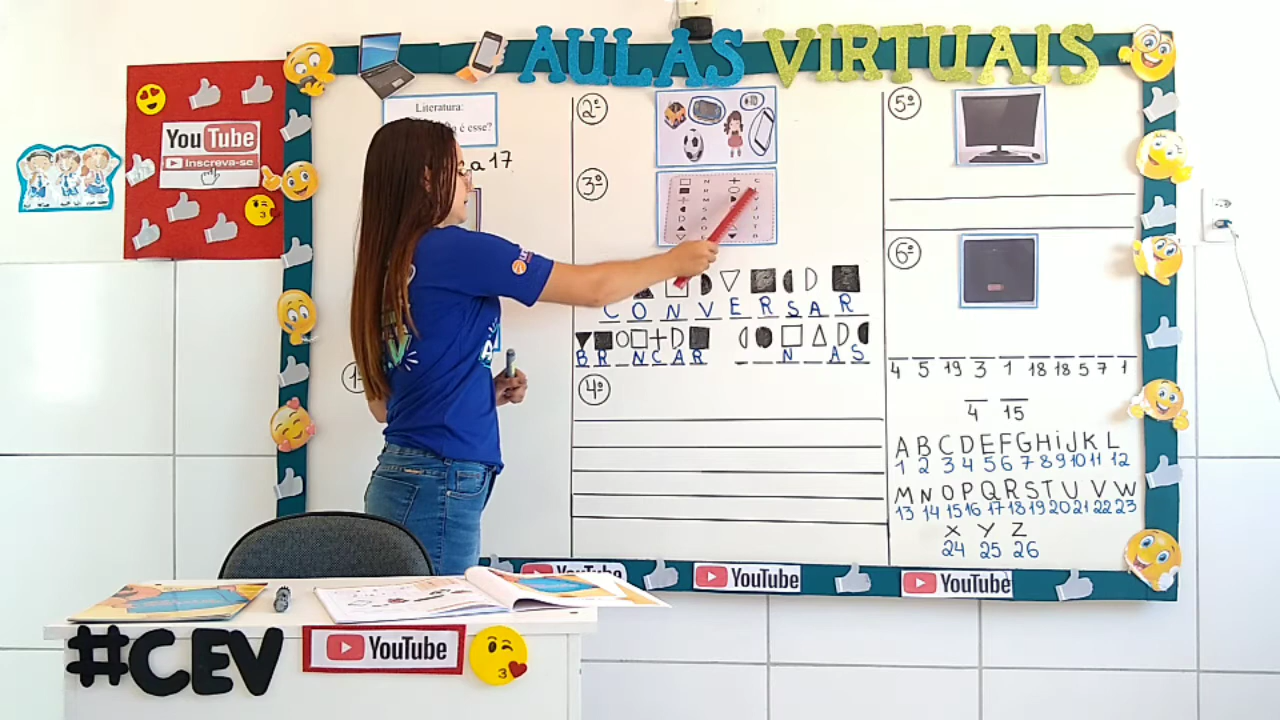 AULAS VIRTUAIS
YouTube
Inscreva-se
Literatura:
é esse?
a 17
2º
3º
C O N V E R S A R
B R _ N C A R
_ _ N _ A S
4º
5º
6º
4 5 19 3 1 18 18 5 7 1
4 15
A B C D E F G H i J K L
1 2 3 4 5 6 7 8 9 10 11 12
M N O P Q R S T U V W
13 14 15 16 17 18 19 20 21 22 23
X Y Z
24 25 26
YouTube
YouTube
YouTube
#CEV
YouTube